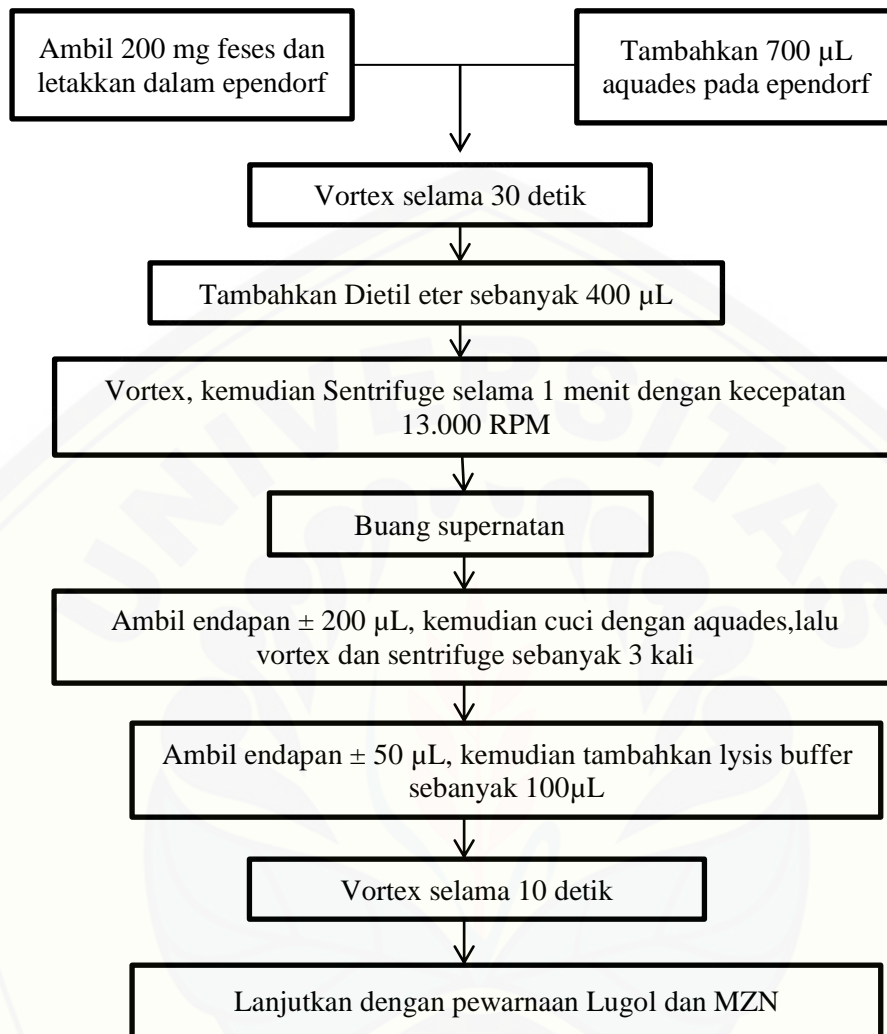 Ambil 200 mg feses dan
letakkan dalam ependorf
Tambahkan 700 µL
aquades pada ependorf
Vortex selama 30 detik
Tambahkan Dietil eter sebanyak 400 µL
Vortex, kemudian Sentrifuge selama 1 menit dengan kecepatan
13.000 RPM
Buang supernatan
Ambil endapan ± 200 µL, kemudian cuci dengan aquades,lalu
vortex dan sentrifuge sebanyak 3 kali
Ambil endapan ± 50 µL, kemudian tambahkan lysis buffer
sebanyak 100µL
Vortex selama 10 detik
Lanjutkan dengan pewarnaan Lugol dan MZN
UNIVERSITAS